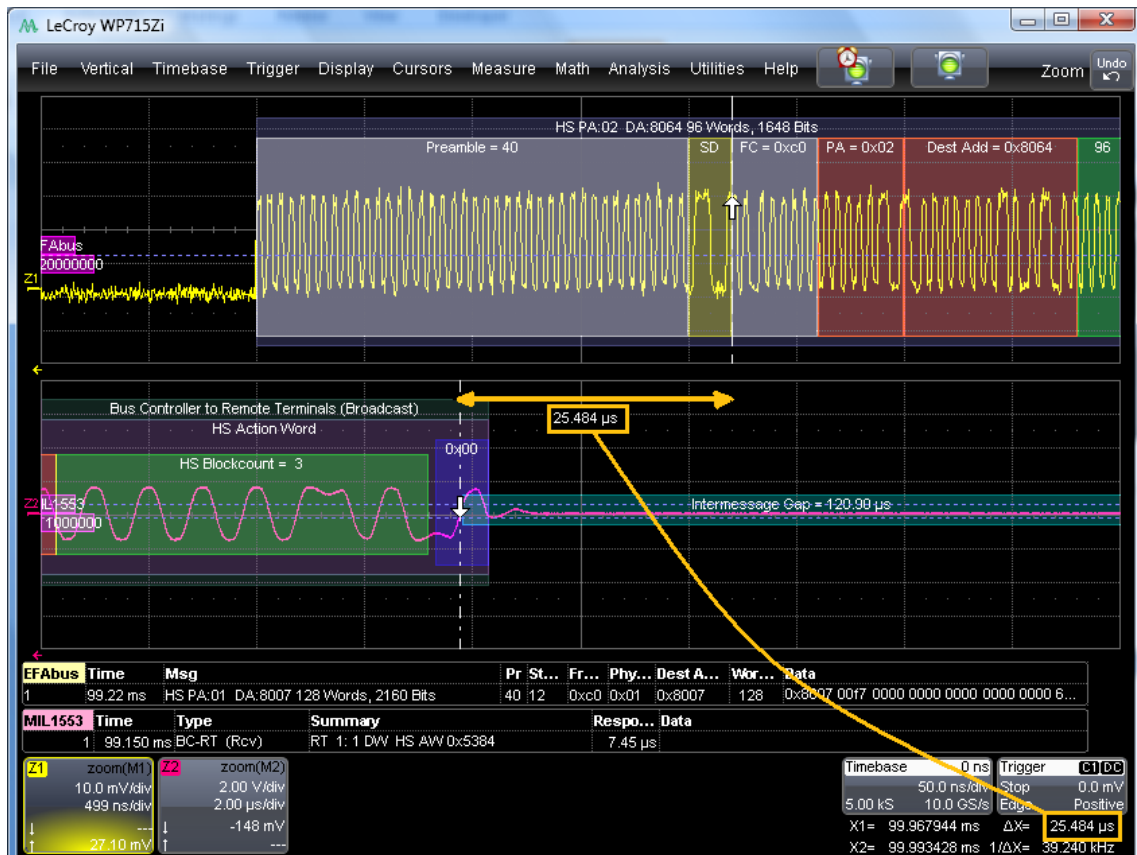 LeCroy WP715Zi
File Vertical Timebase Trigger Display Cursors Measure Math Analysis Utilities Help Zoom Undo
HS PA:02 DA:8064 96 Words, 1648 Bits
Preamble = 40 SD FC = 0xc0 PA = 0x02 Dest Add = 0x8064 96
FAbus
20000000
Z1
Bus Controller to Remote Terminals (Broadcast)
25.484 µs
HS Action Word
0x00
HS Blockcount = 3
Z2 IL1553
1000000
Intermessage Gap = 120.90 µs
EFAbus Time Msg Pr St... Fr... Phy... Dest A... Wor... Data
1 99.22 ms HS PA:01 DA:8007 128 Words, 2160 Bits 40 12 0xc0 0x01 0x8007 128 0x8007 00f7 0000 0000 0000 0000 0000 6...
MIL1553 Time Type Summary Respo... Data
1 99.150 ms BC-RT (Rcv) RT 1: 1 DW HS AW 0x5384 7.45 µs
Z1 zoom(M1) Z2 zoom(M2) Timebase 0 ns Trigger C1 DC
10.0 mV/div 2.00 V/div 50.0 ns/div Stop 0.0 mV
499 ns/div 2.00 µs/div 5.00 kS 10.0 GS/s Edge Positive
--- -148 mV X1= 99.967944 ms ΔX= 25.484 µs
27.10 mV --- X2= 99.993428 ms 1/ΔX= 39.240 kHz